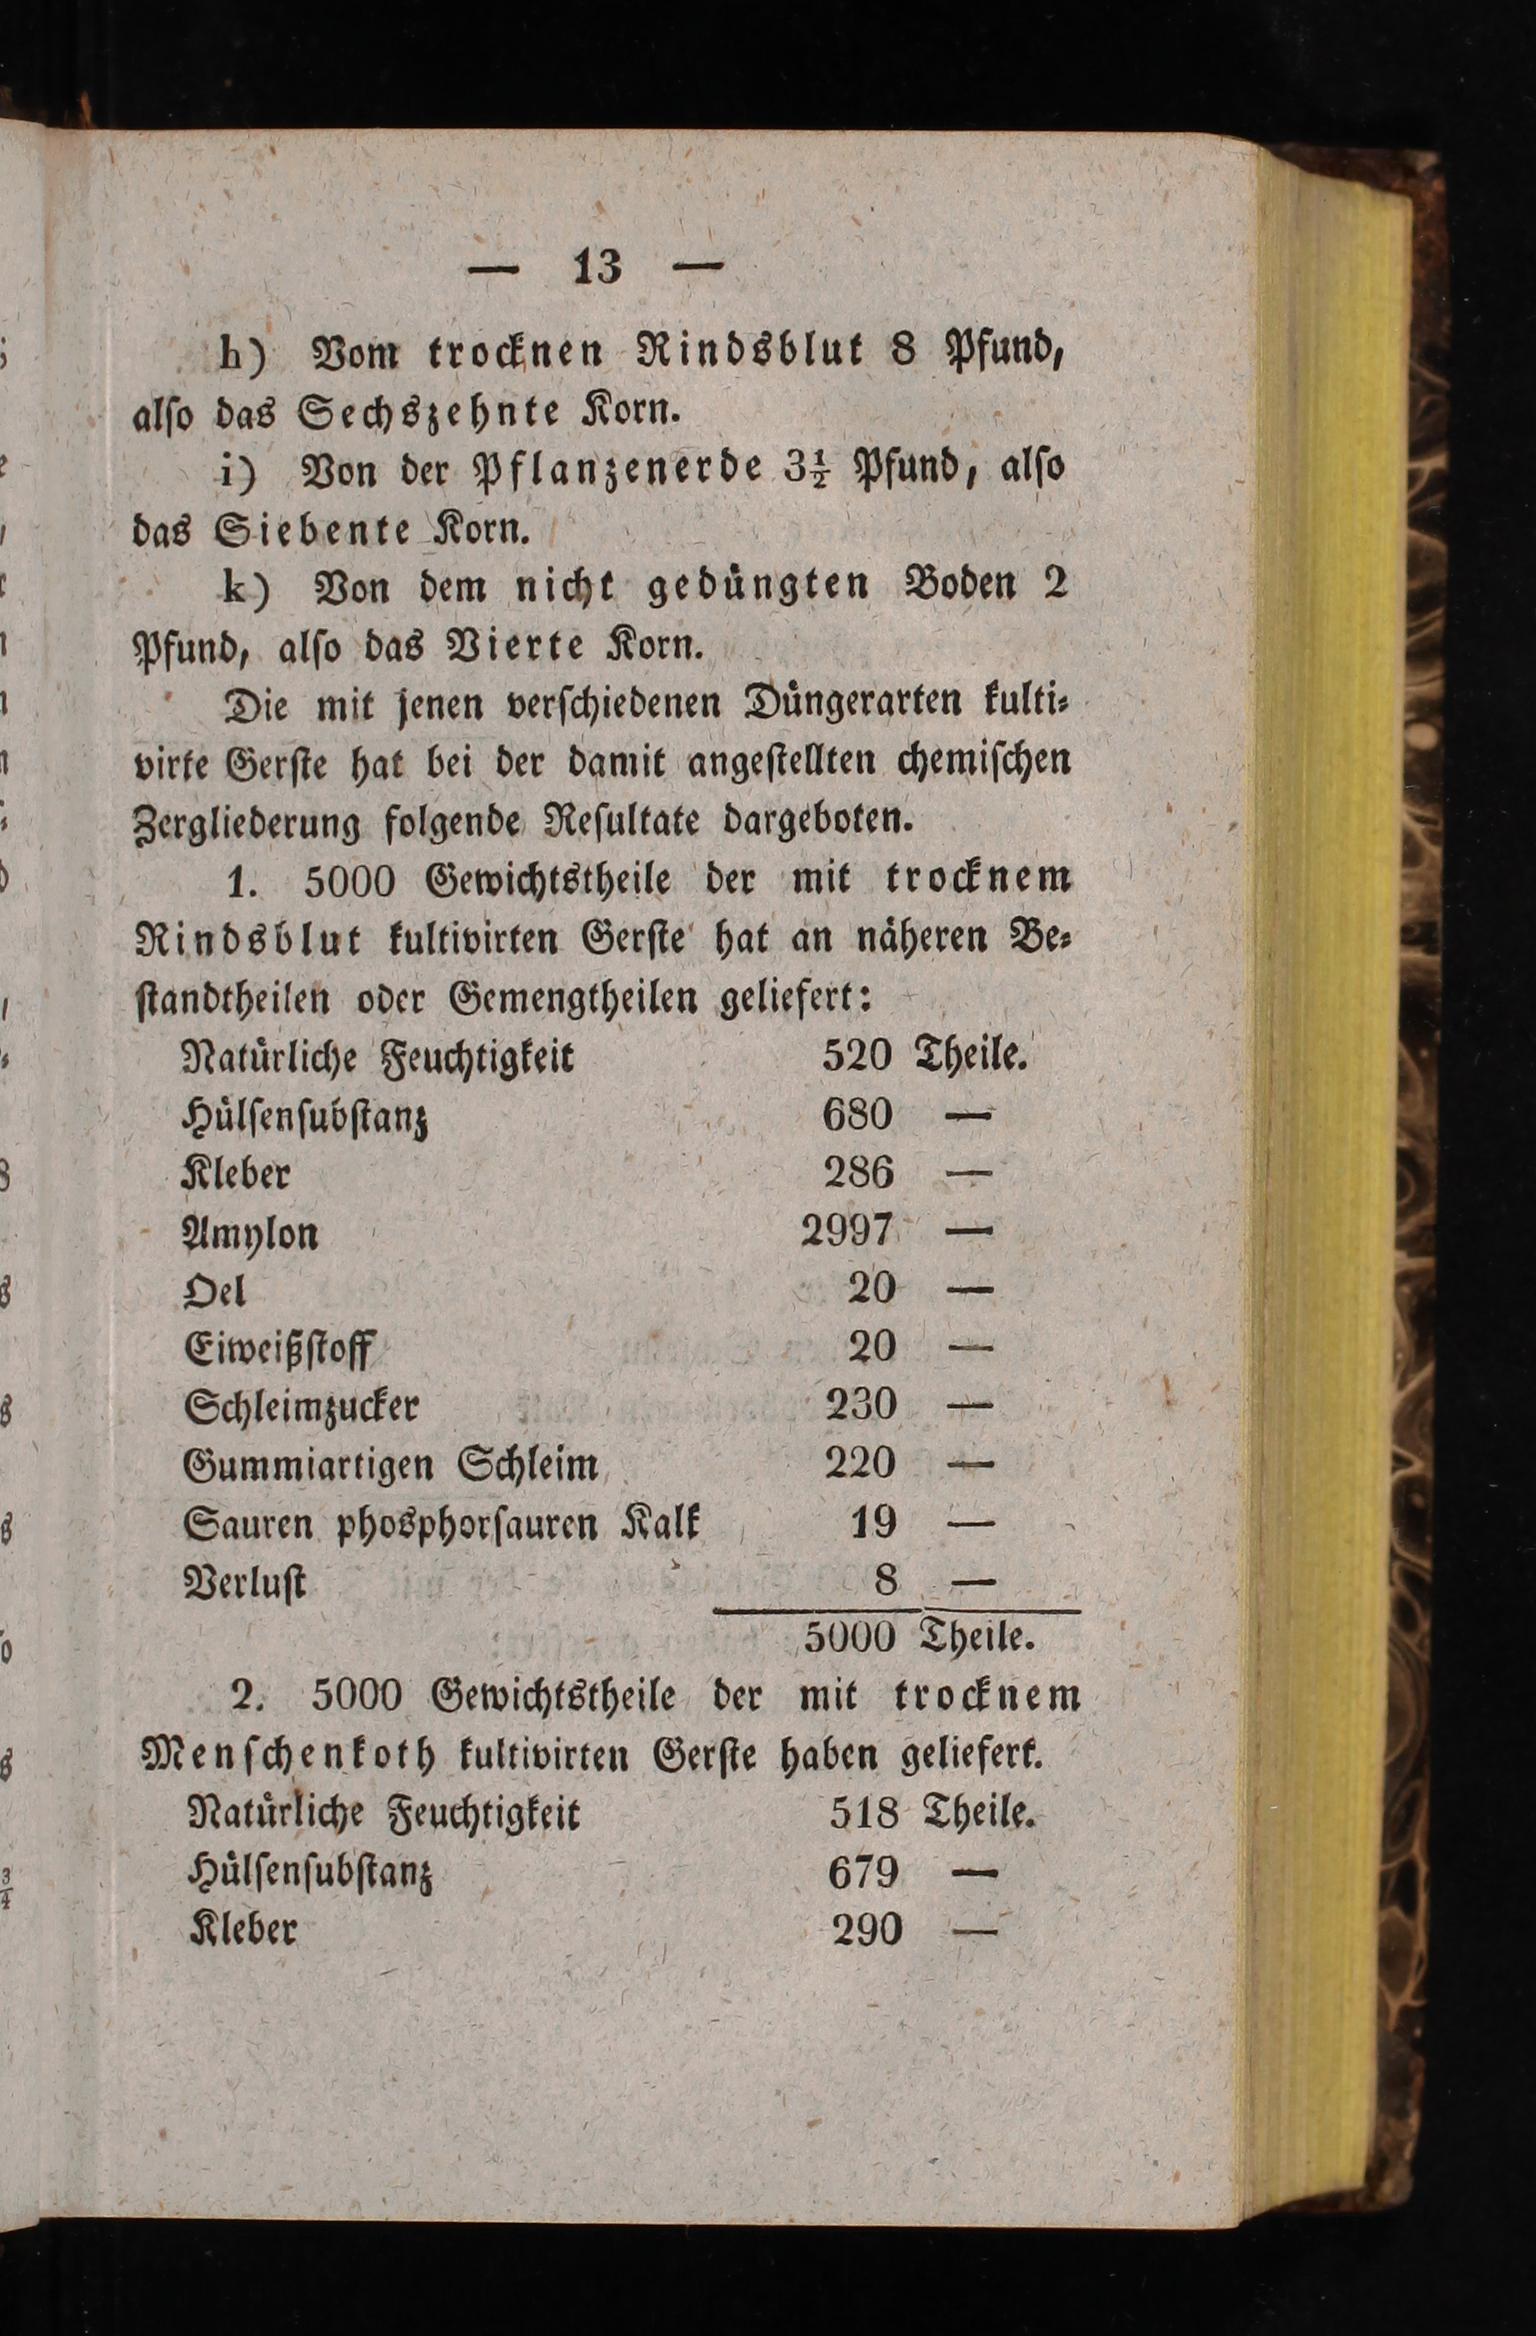 — 13 —
h) Vom trocknen Rindsblut 8 Pfund,
also das Sechszehnte Korn.
i) Von der Pflanzenerde 3½ Pfund, also
das Siebente Korn.
k) Von dem nicht gedüngten Boden 2
Pfund, also das Vierte Korn.
Die mit jenen verschiedenen Düngerarten kulti-
virte Gerste hat bei der damit angestellten chemischen
Zergliederung folgende Resultate dargeboten.
1. 5000 Gewichtstheile der mit trocknem
Rindsblut kultivirten Gerste hat an näheren Be-
standtheilen oder Gemengtheilen geliefert:
Natürliche Feuchtigkeit 520 Theile.
Hülsensubstanz 680 —
Kleber 286 —
Amylon 2997 —
Oel 20 —
Eiweißstoff 20 —
Schleimzucker 230 —
Gummiartigen Schleim 220 —
Sauren phosphorsauren Kalk 19 —
Verlust 8 —
5000 Theile.
2. 5000 Gewichtstheile der mit trocknem
Menschenkoth kultivirten Gerste haben geliefert.
Natürliche Feuchtigkeit 518 Theile.
Hülsensubstanz 679 —
Kleber 290 —